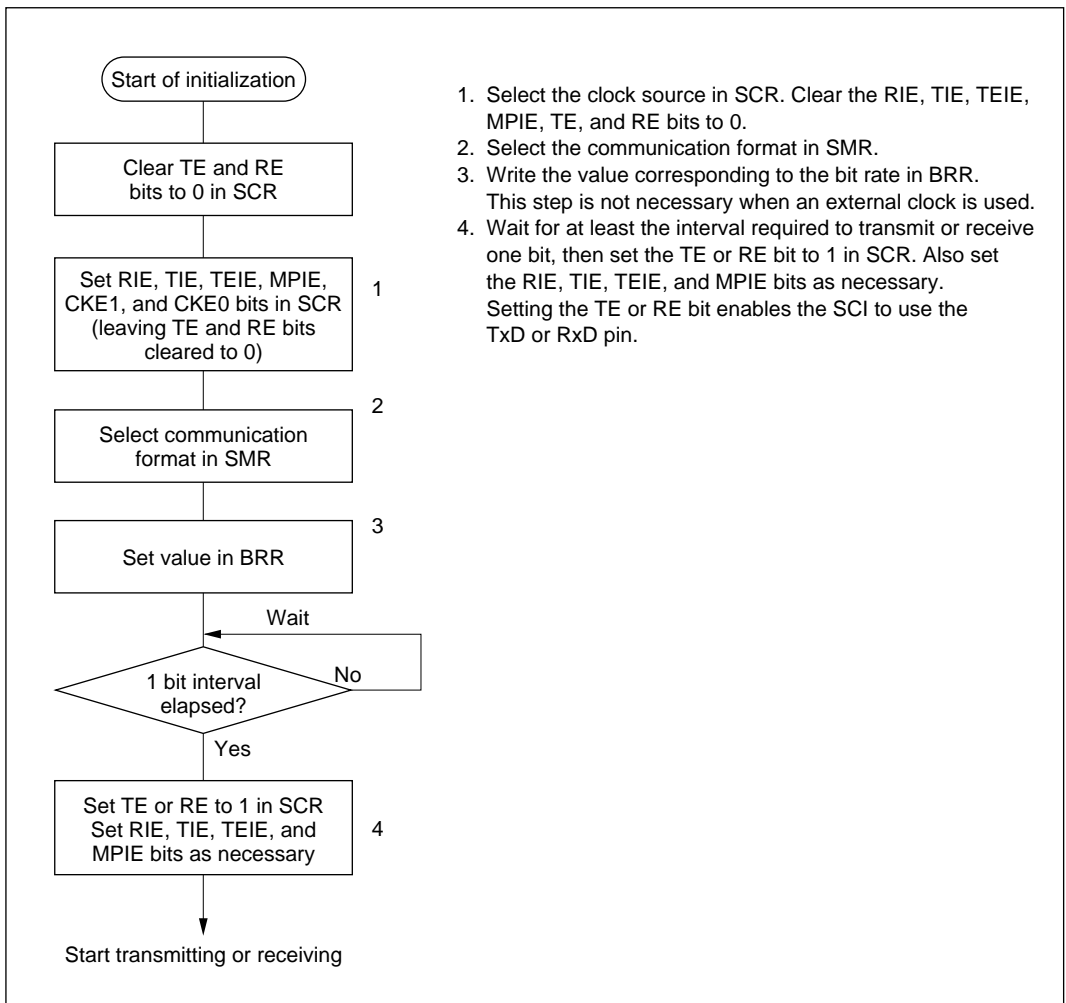 Start of initialization
Clear TE and RE
bits to 0 in SCR
Set RIE, TIE, TEIE, MPIE,
CKE1, and CKE0 bits in SCR
(leaving TE and RE bits
cleared to 0)
1
2
Select communication
format in SMR
3
Set value in BRR
Wait
1 bit interval
elapsed?
No
Yes
Set TE or RE to 1 in SCR
Set RIE, TIE, TEIE, and
MPIE bits as necessary
4
Start transmitting or receiving
1. Select the clock source in SCR. Clear the RIE, TIE, TEIE,
MPIE, TE, and RE bits to 0.
2. Select the communication format in SMR.
3. Write the value corresponding to the bit rate in BRR.
This step is not necessary when an external clock is used.
4. Wait for at least the interval required to transmit or receive
one bit, then set the TE or RE bit to 1 in SCR. Also set
the RIE, TIE, TEIE, and MPIE bits as necessary.
Setting the TE or RE bit enables the SCI to use the
TxD or RxD pin.